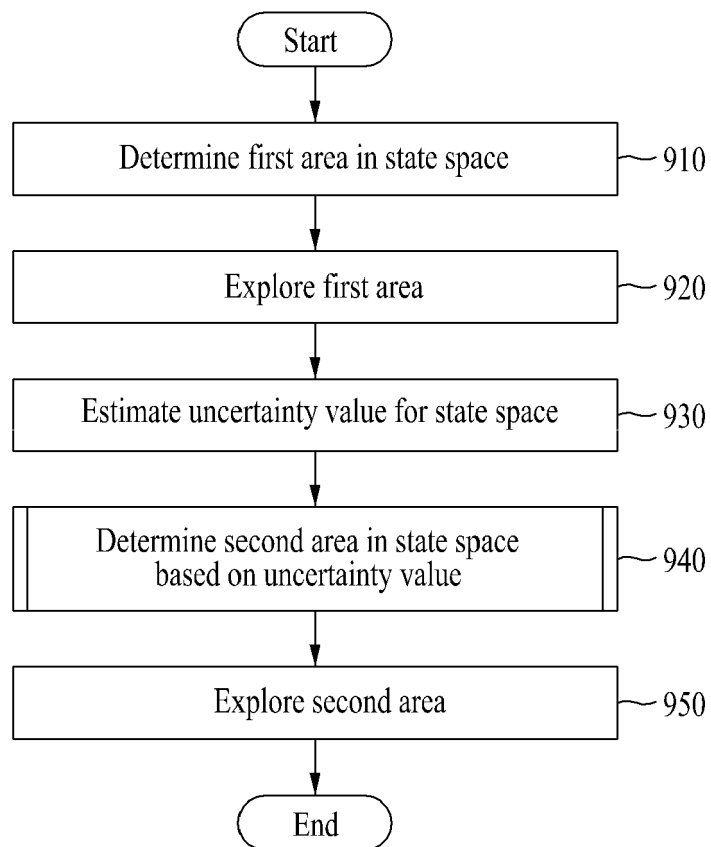 Start
Determine first area in state space
910
Explore first area
920
Estimate uncertainty value for state space
930
Determine second area in state space
based on uncertainty value
940
Explore second area
950
End